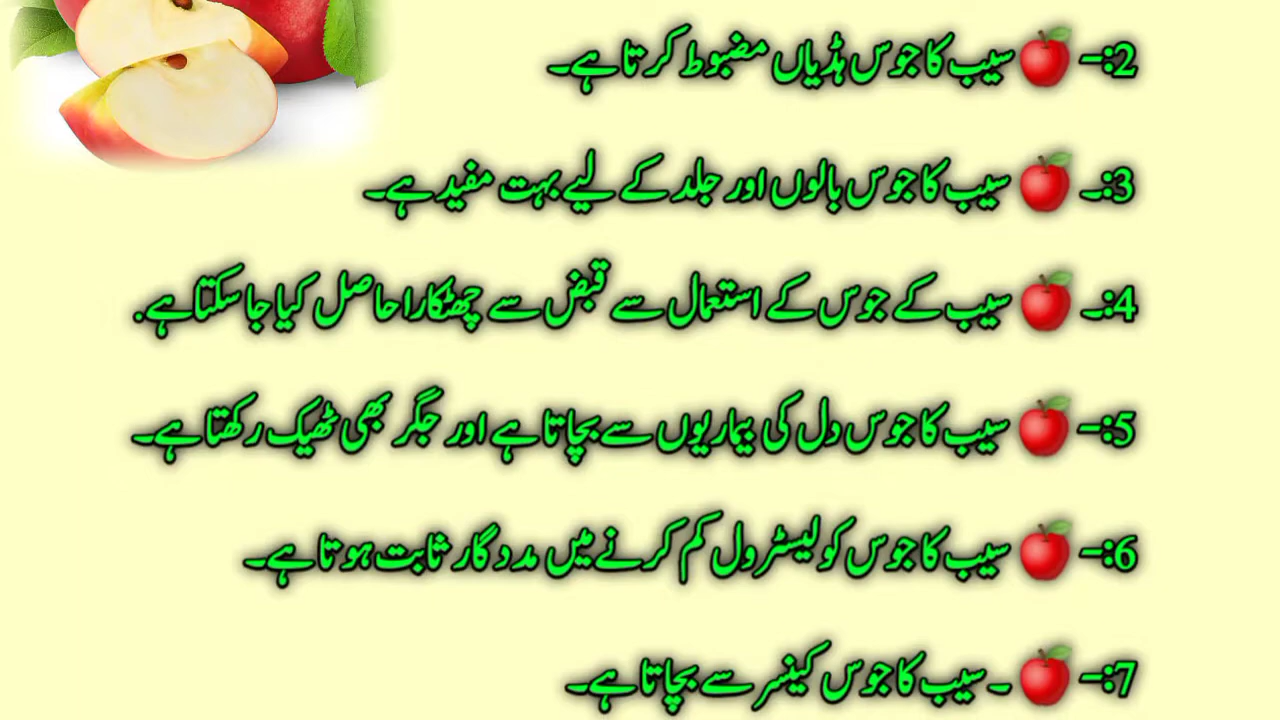 2:- 🍎 سیب کا جوس ہڈیاں مضبوط کرتا ہے۔
3:۔ 🍎 سیب کا جوس بالوں اور جلد کے لیے بہت مفید ہے۔
4:۔ 🍎 سیب کے جوس کے استعمال سے قبض سے چھٹکارا حاصل کیا جا سکتا ہے.
5:- 🍎 سیب کا جوس دل کی بیماریوں سے بچاتا ہے اور جگر بھی ٹھیک رکھتا ہے۔
6:- 🍎 سیب کا جوس کولیسٹرول کم کرنے میں مددگار ثابت ہوتا ہے۔
7:- 🍎 ۔ سیب کا جوس کینسر سے بچاتا ہے۔